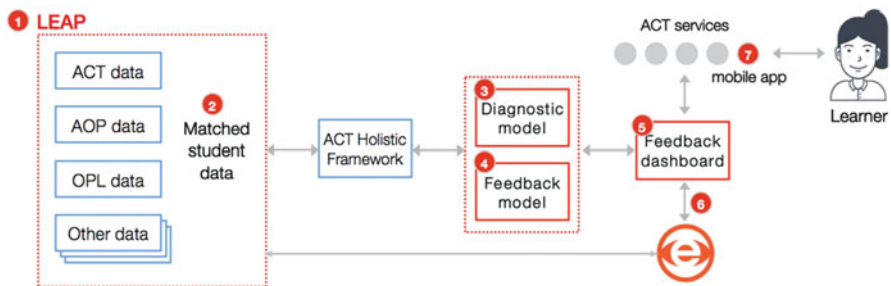 1 LEAP
ACT data
AOP data
OPL data
Other data
2
Matched
student
data
ACT Holistic
Framework
3
Diagnostic
model
4
Feedback
model
5
Feedback
dashboard
6
e
ACT services
7
mobile app
Learner